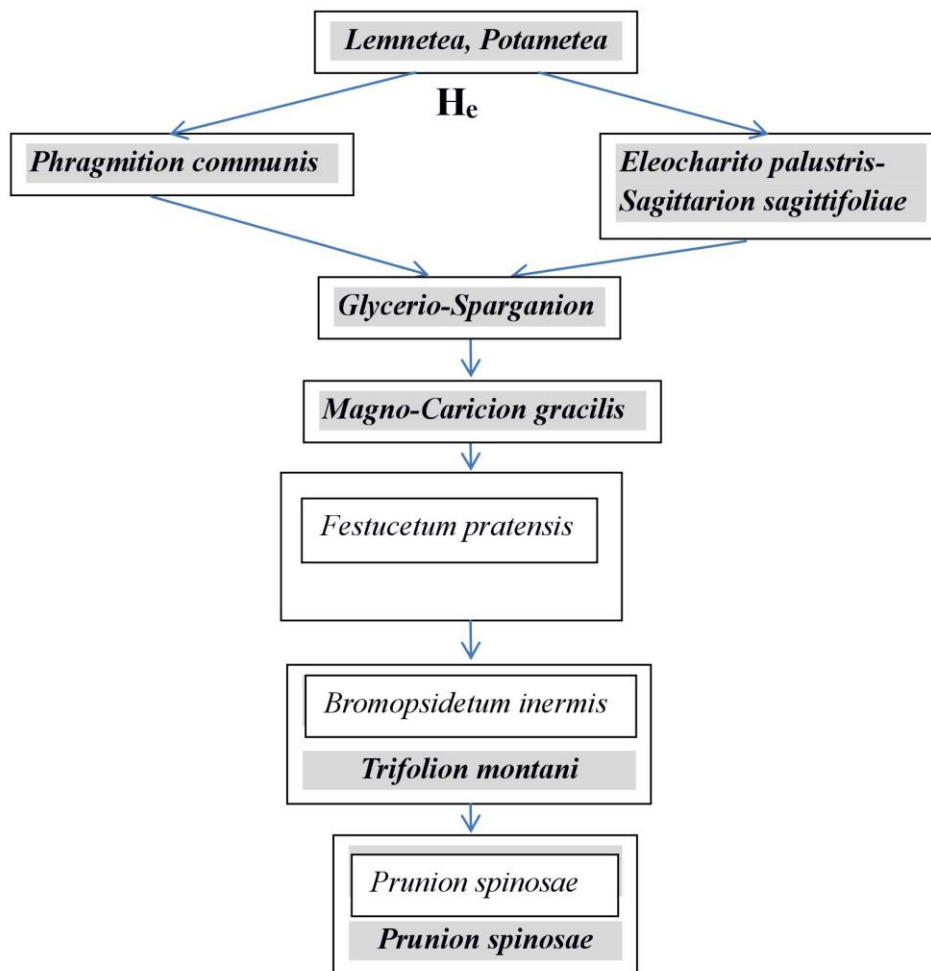 Lemnetea, Potametea
He
Phragmition communis
Eleocharito palustris-
Sagittarion sagittifoliae
Glycerio-Sparganion
Magno-Caricion gracilis
Festucetum pratensis
Bromopsidetum inermis
Trifolion montani
Prunion spinosae
Prunion spinosae